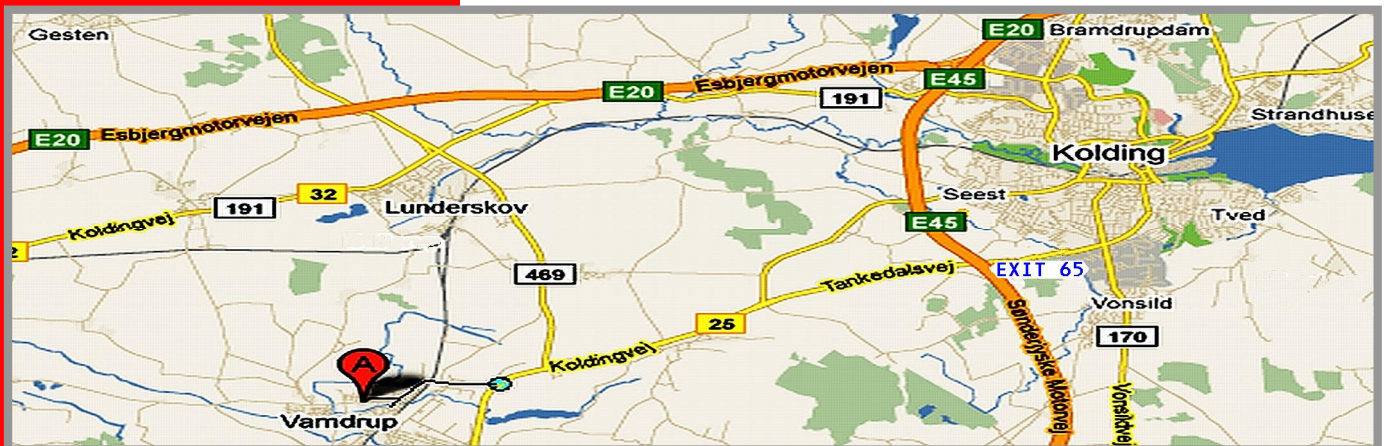 Gesten
E20
Bramdrupdam
Esbjergmotorvejen
E45
E20
191
Strandhuse
Esbjergmotorvejen
E20
Kolding
32
Seest
191
Lunderskov
Tved
Koldingvej
E45
2
469
Tankedalsvej
EXIT 65
Vonsild
25
170
Koldingvej
A
Sønderjyske Motorvej
Vonsildvej
Vamdrup